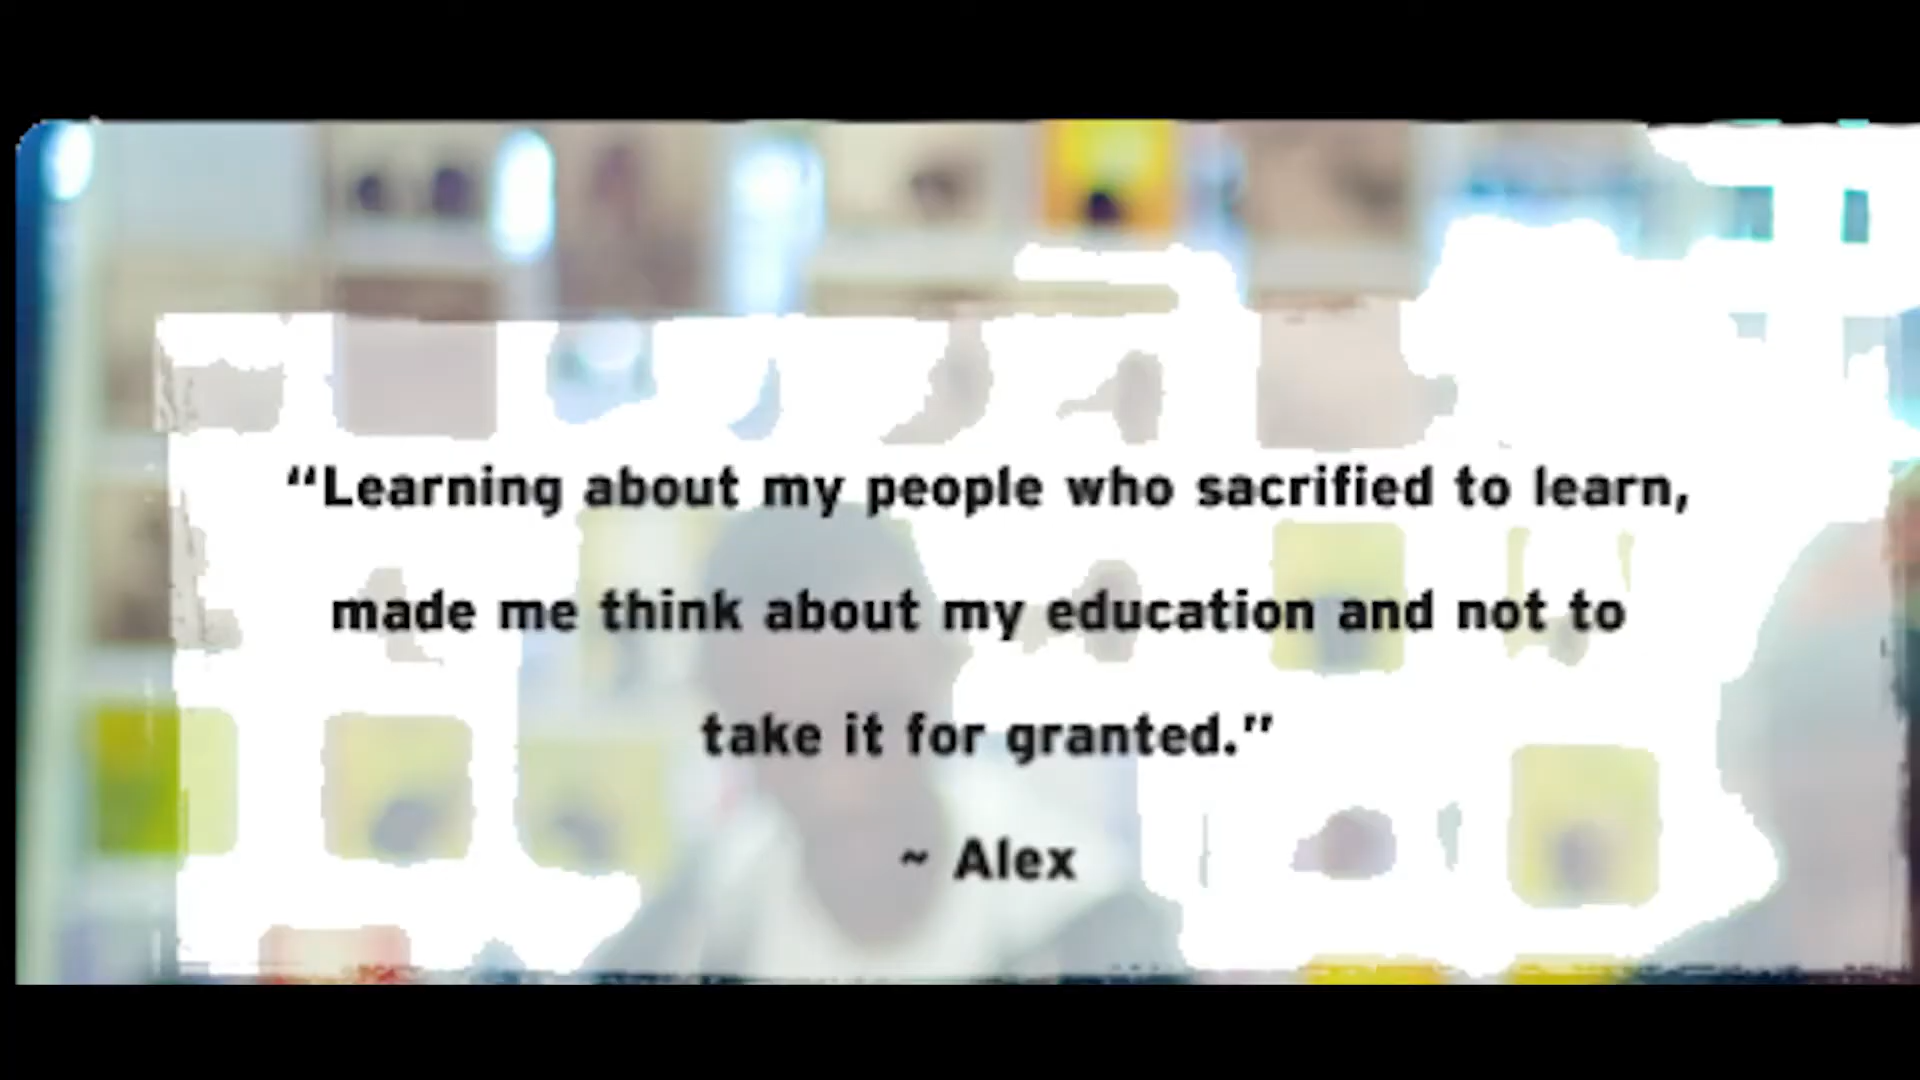 “Learning about my people who sacrified to learn,
made me think about my education and not to
take it for granted.”
~ Alex